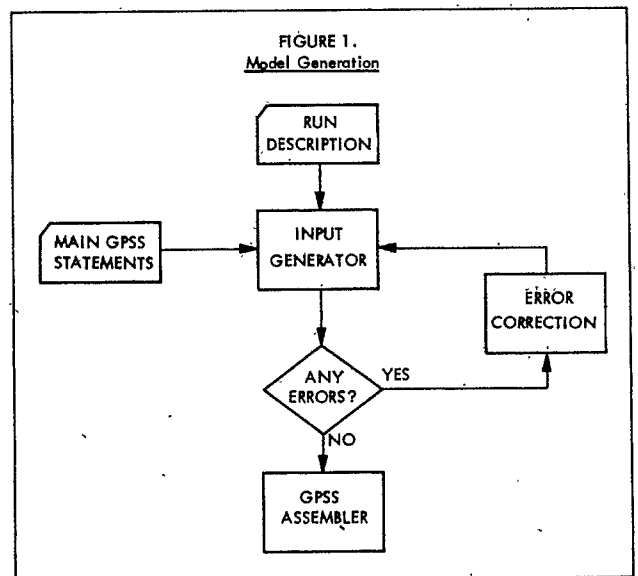 FIGURE 1.
Model Generation
RUN
DESCRIPTION
MAIN GPSS
STATEMENTS
INPUT
GENERATOR
ERROR
CORRECTION
ANY
ERRORS?
YES
NO
GPSS
ASSEMBLER